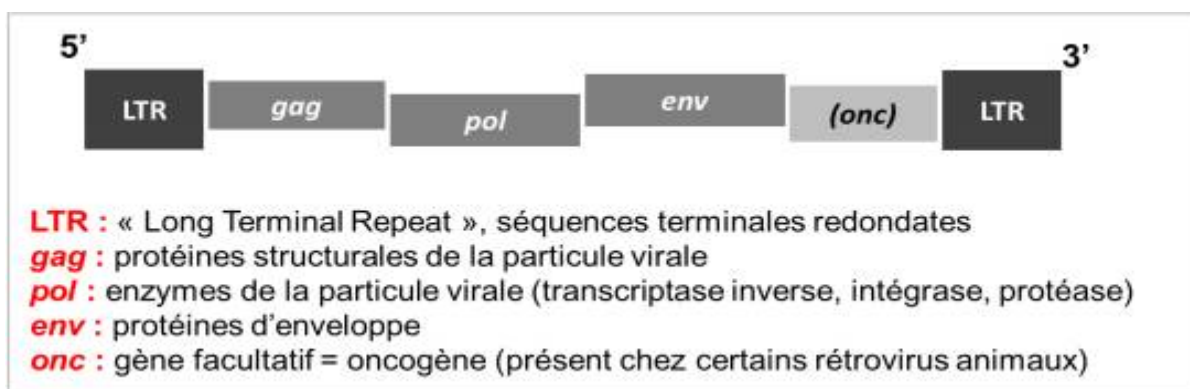 5’ 3’
LTR gag pol env (onc) LTR
LTR : « Long Terminal Repeat », séquences terminales redondates
gag : protéines structurales de la particule virale
pol : enzymes de la particule virale (transcriptase inverse, intégrase, protéase)
env : protéines d’enveloppe
onc : gène facultatif = oncogène (présent chez certains rétrovirus animaux)